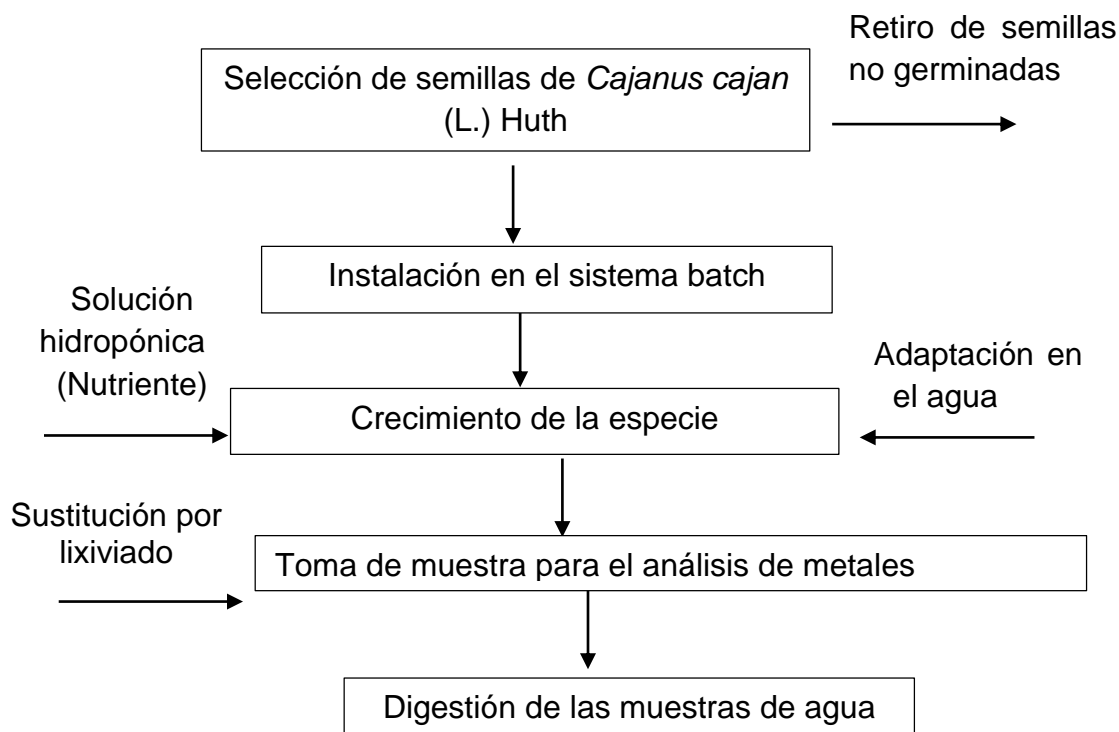 Retiro de semillas
no germinadas
Selección de semillas de Cajanus cajan
(L.) Huth
Instalación en el sistema batch
Solución
hidropónica
(Nutriente)
Adaptación en
el agua
Crecimiento de la especie
Sustitución por
lixiviado
Toma de muestra para el análisis de metales
Digestión de las muestras de agua